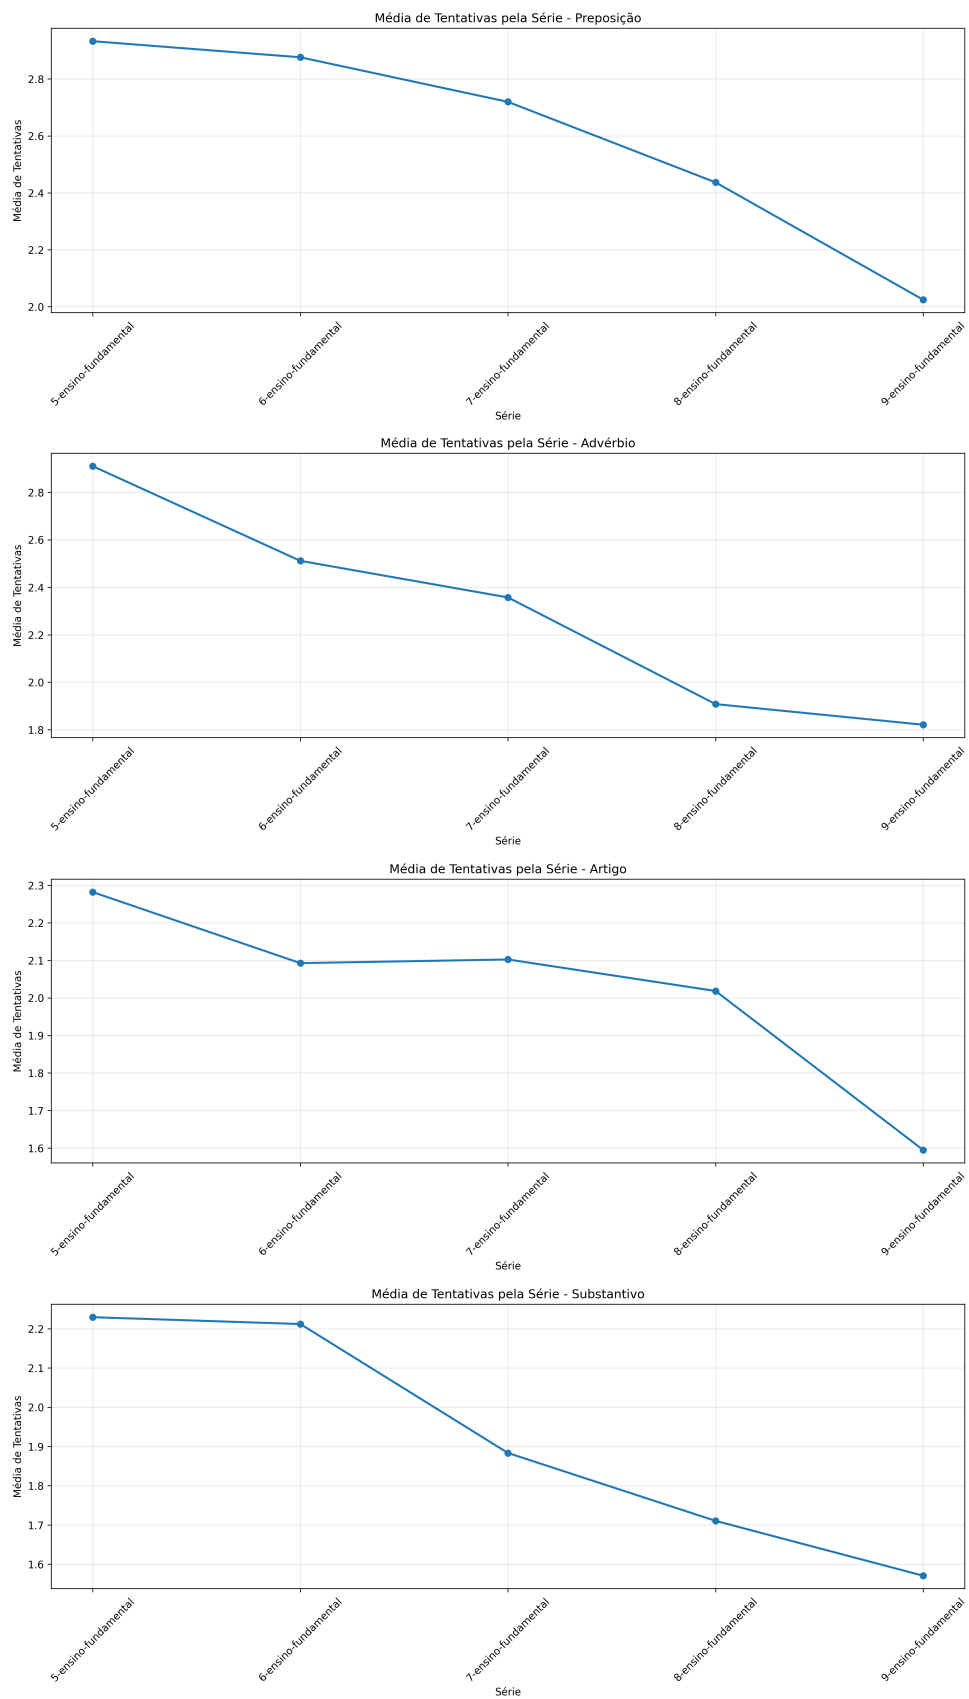 Média de Tentativas pela Série - Preposição
Média de Tentativas
2.8
2.6
2.4
2.2
2.0
5-ensino-fundamental
6-ensino-fundamental
7-ensino-fundamental
8-ensino-fundamental
9-ensino-fundamental
Série
Média de Tentativas pela Série - Advérbio
Média de Tentativas
2.8
2.6
2.4
2.2
2.0
1.8
5-ensino-fundamental
6-ensino-fundamental
7-ensino-fundamental
8-ensino-fundamental
9-ensino-fundamental
Série
Média de Tentativas pela Série - Artigo
Média de Tentativas
2.3
2.2
2.1
2.0
1.9
1.8
1.7
1.6
5-ensino-fundamental
6-ensino-fundamental
7-ensino-fundamental
8-ensino-fundamental
9-ensino-fundamental
Série
Média de Tentativas pela Série - Substantivo
Média de Tentativas
2.2
2.1
2.0
1.9
1.8
1.7
1.6
5-ensino-fundamental
6-ensino-fundamental
7-ensino-fundamental
8-ensino-fundamental
9-ensino-fundamental
Série